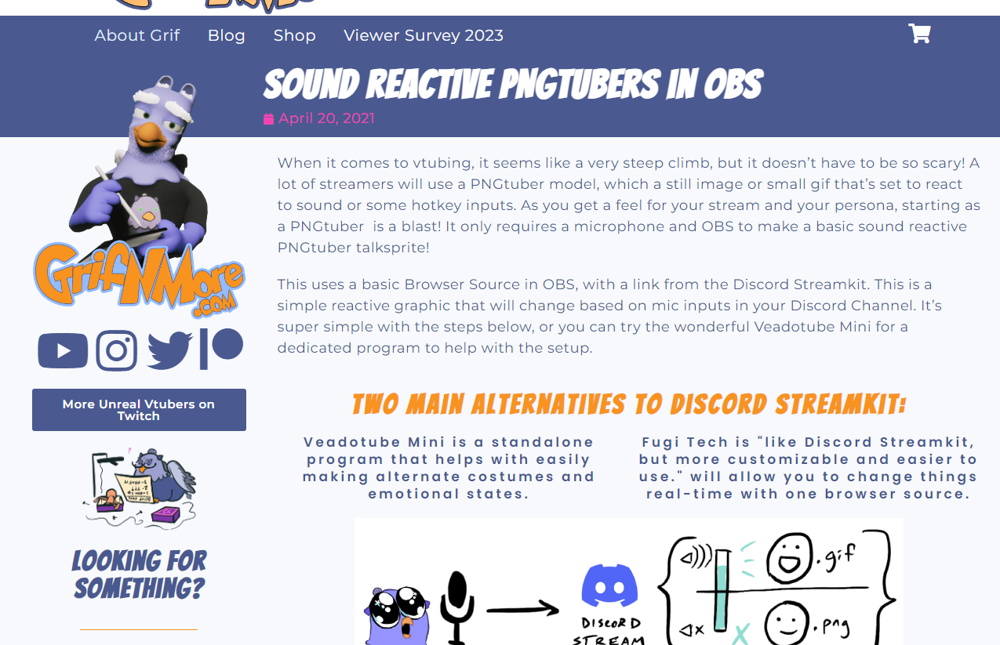 About Grif Blog Shop Viewer Survey 2023
SOUND REACTIVE PNGTUBERS IN OBS
April 20, 2021
When it comes to vtubing, it seems like a very steep climb, but it doesn’t have to be so scary! A
lot of streamers will use a PNGtuber model, which a still image or small gif that’s set to react
to sound or some hotkey inputs. As you get a feel for your stream and your persona, starting as
a PNGtuber  is a blast! It only requires a microphone and OBS to make a basic sound reactive
PNGtuber talksprite!
This uses a basic Browser Source in OBS, with a link from the Discord Streamkit. This is a
simple reactive graphic that will change based on mic inputs in your Discord Channel. It’s
super simple with the steps below, or you can try the wonderful Veadotube Mini for a
dedicated program to help with the setup.
GrifNMore
.com
More Unreal Vtubers on
Twitch
LOOKING FOR
SOMETHING?
TWO MAIN ALTERNATIVES TO DISCORD STREAMKIT:
Veadotube Mini is a standalone
program that helps with easily
making alternate costumes and
emotional states.
Fugi Tech is "like Discord Streamkit,
but more customizable and easier to
use." will allow you to change things
real-time with one browser source.
DISCORD
STREAM
.gif
.png